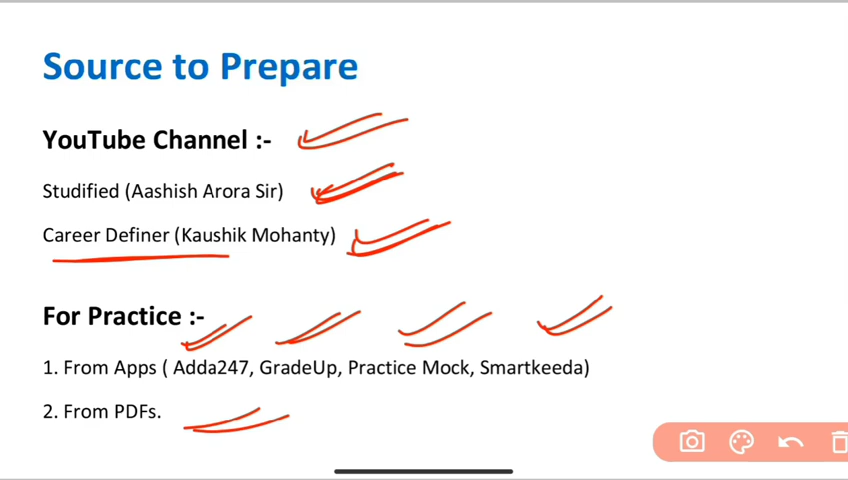 Source to Prepare
YouTube Channel :-
Studified (Aashish Arora Sir)
Career Definer (Kaushik Mohanty)
For Practice :-
1. From Apps ( Adda247, GradeUp, Practice Mock, Smartkeeda)
2. From PDFs.